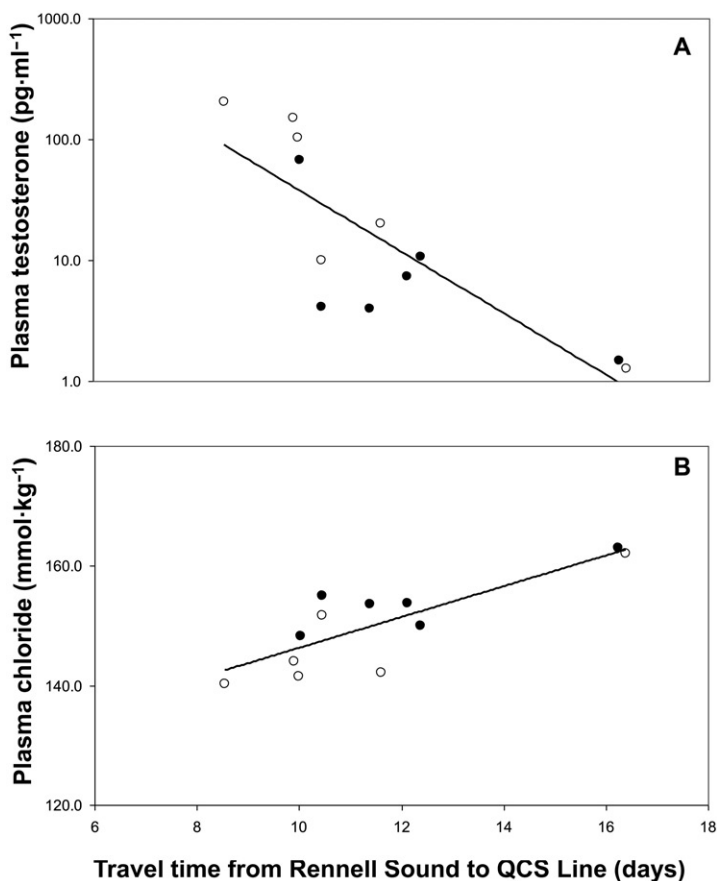 1000.0
100.0
10.0
1.0
Plasma testosterone (pg·ml⁻¹)
A
180.0
160.0
140.0
120.0
Plasma chloride (mmol·kg⁻¹)
B
6 8 10 12 14 16 18
Travel time from Rennell Sound to QCS Line (days)